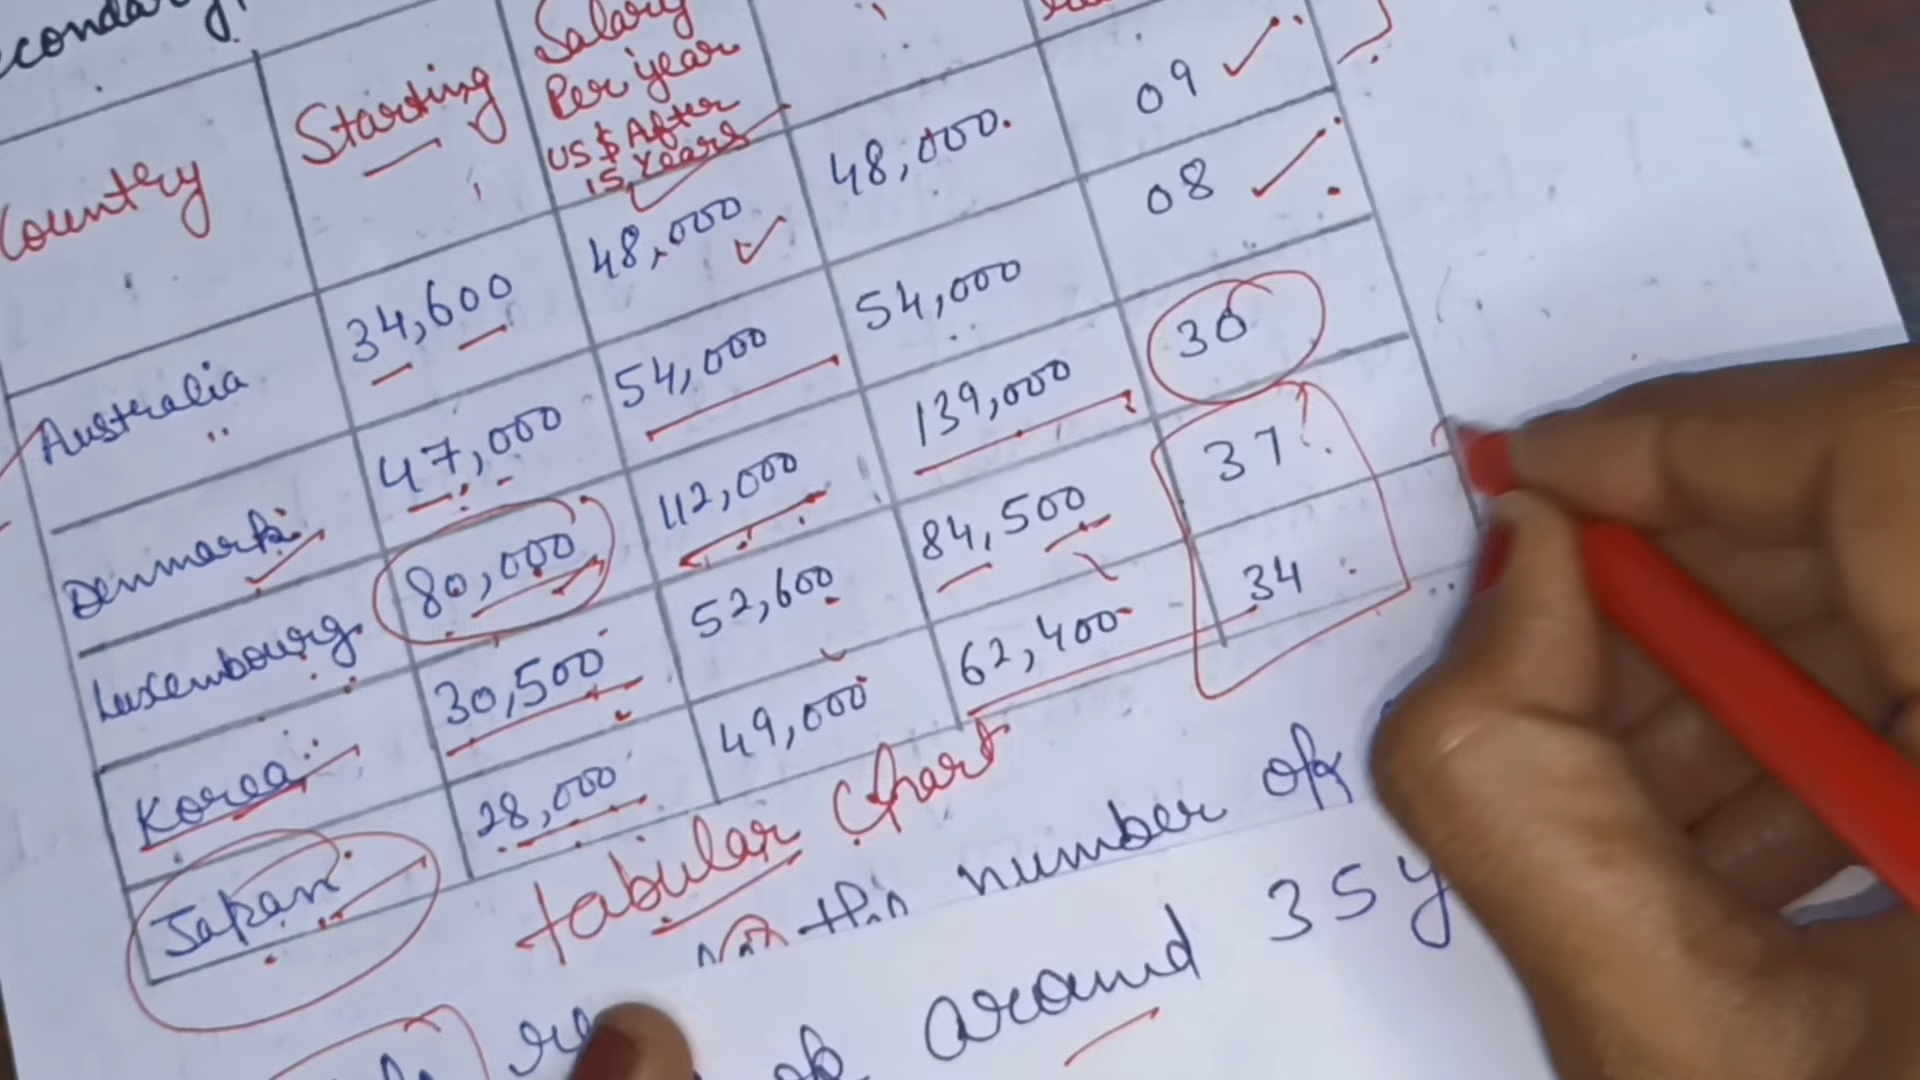 Country Starting Salary Per year US $ After 15 Years
Australia 34,600 48,000 48,000. 09
Denmark 47,000 54,000 54,000 08
Luxembourg 80,000 112,000 139,000 30
Korea 30,500 52,600 84,500 37
Japan 28,000 49,000 62,400 34
tabular chart
number of
around 35 y